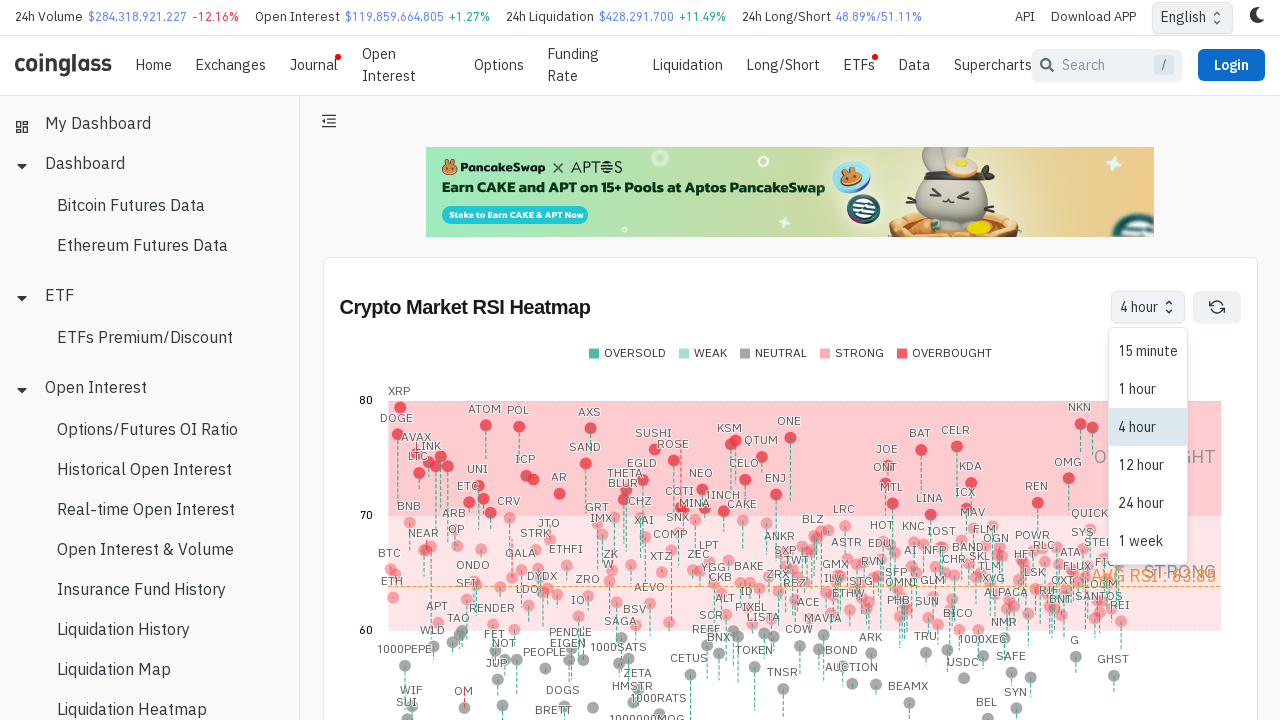 24h Volume $284,318,921,227 -12.16% Open Interest $119,859,664,805 +1.27% 24h Liquidation $428,291,700 +11.49% 24h Long/Short 48.89%/51.11% API Download APP English
coinglass Home Exchanges Journal Open Interest Options Funding Rate Liquidation Long/Short ETFs Data Supercharts Search / Login
My Dashboard
Dashboard
Bitcoin Futures Data
Ethereum Futures Data
ETF
ETFs Premium/Discount
Open Interest
Options/Futures OI Ratio
Historical Open Interest
Real-time Open Interest
Open Interest & Volume
Insurance Fund History
Liquidation History
Liquidation Map
Liquidation Heatmap
PancakeSwap X APTOS
Earn CAKE and APT on 15+ Pools at Aptos PancakeSwap
Stake to Earn CAKE & APT Now
Crypto Market RSI Heatmap
4 hour
15 minute
1 hour
4 hour
12 hour
24 hour
1 week
OVERSOLD WEAK NEUTRAL STRONG OVERBOUGHT
80
70
60
XRP
DOGE
AVAX
LINK
LTC
ATOM POL
AXS
SAND
SUSHI
ROSE
KSM
QTUM
ONE
BAT CELR
NKN
JOE
ONT
MTL
KDA
ICX
OMG
REN
LINA
MAV
UNI
ICP
ETC
AR
EGLD
THETA
BLUR
NEO
CELO
ENJ
COTI
1INCH
MINA
CAKE
CHZ
BNB
ARB
CRV
GRT
IMX
XAI
SNX
BLZ
LRC
QUICK
NEAR
OP
JTO
STRK
COMP
ANKR
HOT
KNC
IOST
FLM
OGN
POWR
SYS
BTC
GALA
ETHFI
ZK
W
XTZ
ZEC
LPT
SXP
TWT
ASTR
EDU
AI
NFP
BAND
RLC
ATA
ETH
ONDO
DYDX
ZRO
AEVO
YGG
CKB
BAKE
ZRX
GMX
RVN
CHR
SKL
TLM
HFT
FLUX
STRONG
AVG RSI : 63.89
LDO
SFP
OMNI
GLM
XVG
LSK
OXT
APT
RENDER
IO
BSV
ALT
ID
STG
ETHW
ALPACA
SANTOS
REI
TAO
SAGA
SCR
PIXEL
LISTA
ACE
MAVIA
PHB
SUN
BICO
NMR
WLD
FET
NOT
PENDLE
EIGEN
REEF
BNX
COW
ARK
TRU
1000XEC
G
1000PEPE
JUP
PEOPLE
1000SATS
CETUS
TOKEN
BOND
USDC
SAFE
GHST
WIF
SUI
OM
DOGS
BRETT
ZETA
HMSTR
1000RATS
1000000MOG
TNSR
AUCTION
BEAMX
BEL
SYN